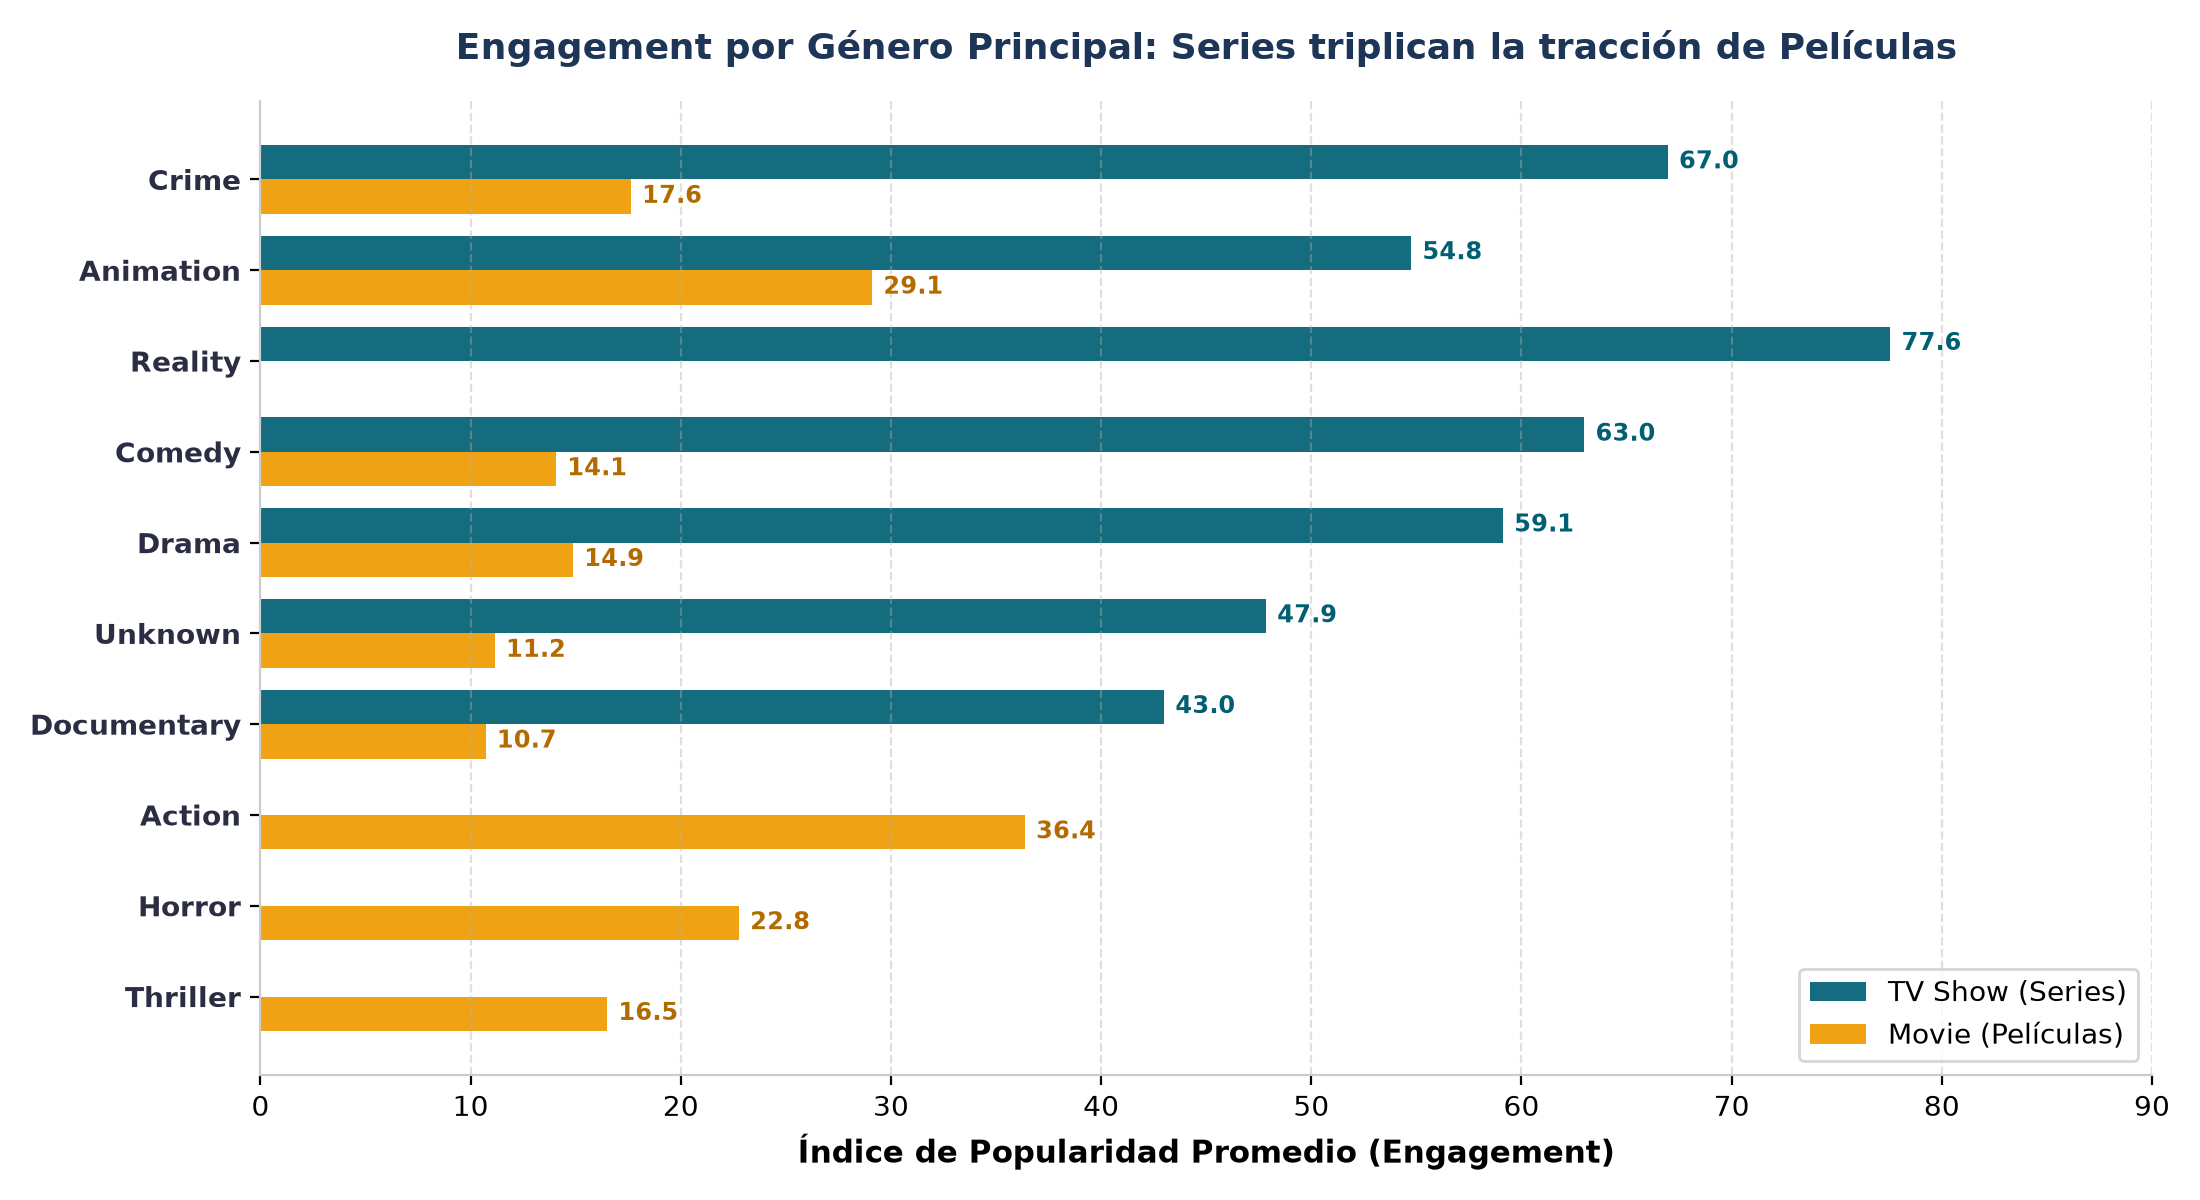 Engagement por Género Principal: Series triplican la tracción de Películas
Crime
67.0
17.6
Animation
54.8
29.1
Reality
77.6
Comedy
63.0
14.1
Drama
59.1
14.9
Unknown
47.9
11.2
Documentary
43.0
10.7
Action
36.4
Horror
22.8
Thriller
16.5
TV Show (Series)
Movie (Películas)
0 10 20 30 40 50 60 70 80 90
Índice de Popularidad Promedio (Engagement)